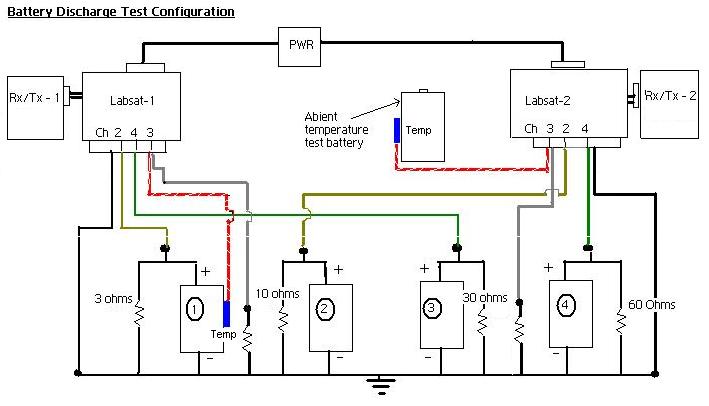 Battery Discharge Test Configuration
PWR
Rx/Tx - 1
Labsat-1
Ch 2 4 3
Abient
temperature
test battery
Temp
Labsat-2
Ch 3 2 4
Rx/Tx - 2
3 ohms
+
1
-
Temp
10 ohms
+
2
-
+
3
-
30 ohms
+
4
-
60 Ohms